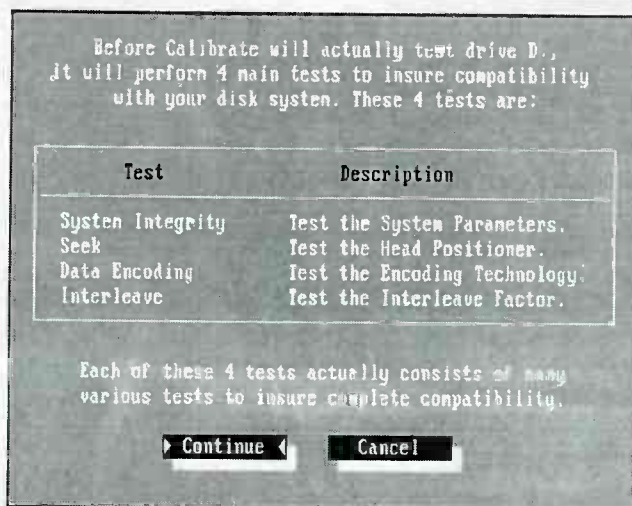 Before Calibrate will actually test drive D.,
it will perform 4 main tests to insure compatibility
with your disk system. These 4 tests are:
Test Description
System Integrity Test the System Parameters.
Seek Test the Head Positioner.
Data Encoding Test the Encoding Technology.
Interleave Test the Interleave Factor.
Each of these 4 tests actually consists of many
various tests to insure complete compatibility.
Continue Cancel